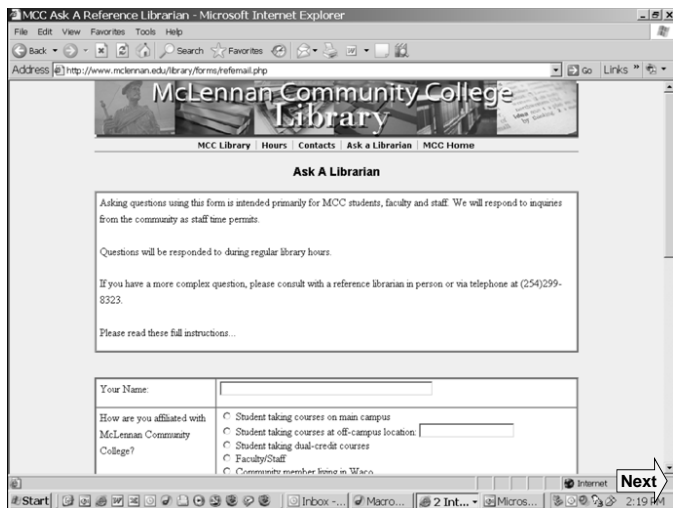 MCC Ask A Reference Librarian - Microsoft Internet Explorer
File Edit View Favorites Tools Help
Back Search Favorites
Address http://www.mclennan.edu/library/forms/refemail.php Go Links »
McLennan Community College
Library
MCC Library | Hours | Contacts | Ask a Librarian | MCC Home
Ask A Librarian
Asking questions using this form is intended primarily for MCC students, faculty and staff. We will respond to inquiries
from the community as staff time permits.
Questions will be responded to during regular library hours.
If you have a more complex question, please consult with a reference librarian in person or via telephone at (254)299-
8323.
Please read these full instructions...
Your Name:
How are you affiliated with
McLennan Community
College?
Student taking courses on main campus
Student taking courses at off-campus location:
Student taking dual-credit courses
Faculty/Staff
Community member living in Waco
Internet
Next
Start Inbox -... Macro... 2 Int... Micros... 2:19 PM